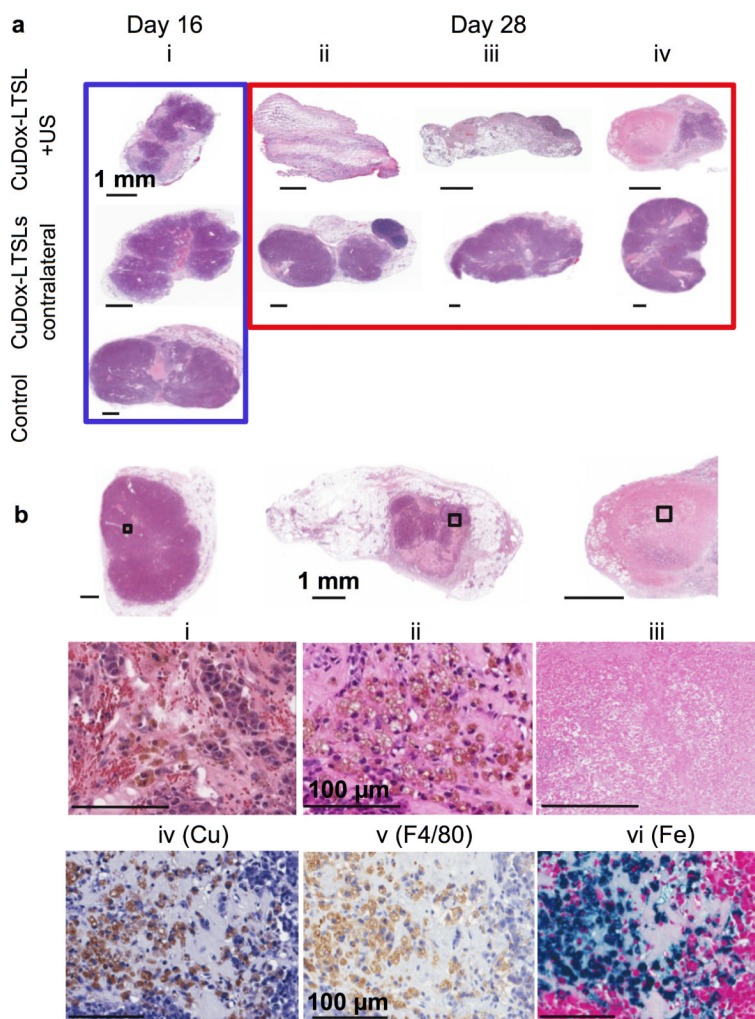 a
Day 16
Day 28
i
ii
iii
iv
CuDox-LTSL
+US
1 mm
CuDox-LTSLs
contralateral
Control
b
1 mm
i
ii
iii
100 µm
iv (Cu)
v (F4/80)
vi (Fe)
100 µm